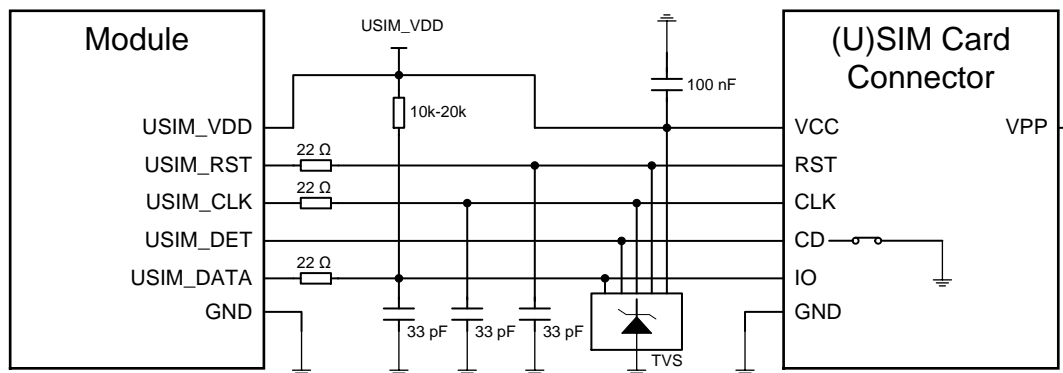 Module
USIM_VDD
(U)SIM Card
Connector
100 nF
10k-20k
USIM_VDD
VCC
VPP
22 Ω
USIM_RST
RST
22 Ω
USIM_CLK
CLK
USIM_DET
CD
22 Ω
USIM_DATA
IO
GND
GND
33 pF
33 pF
33 pF
TVS